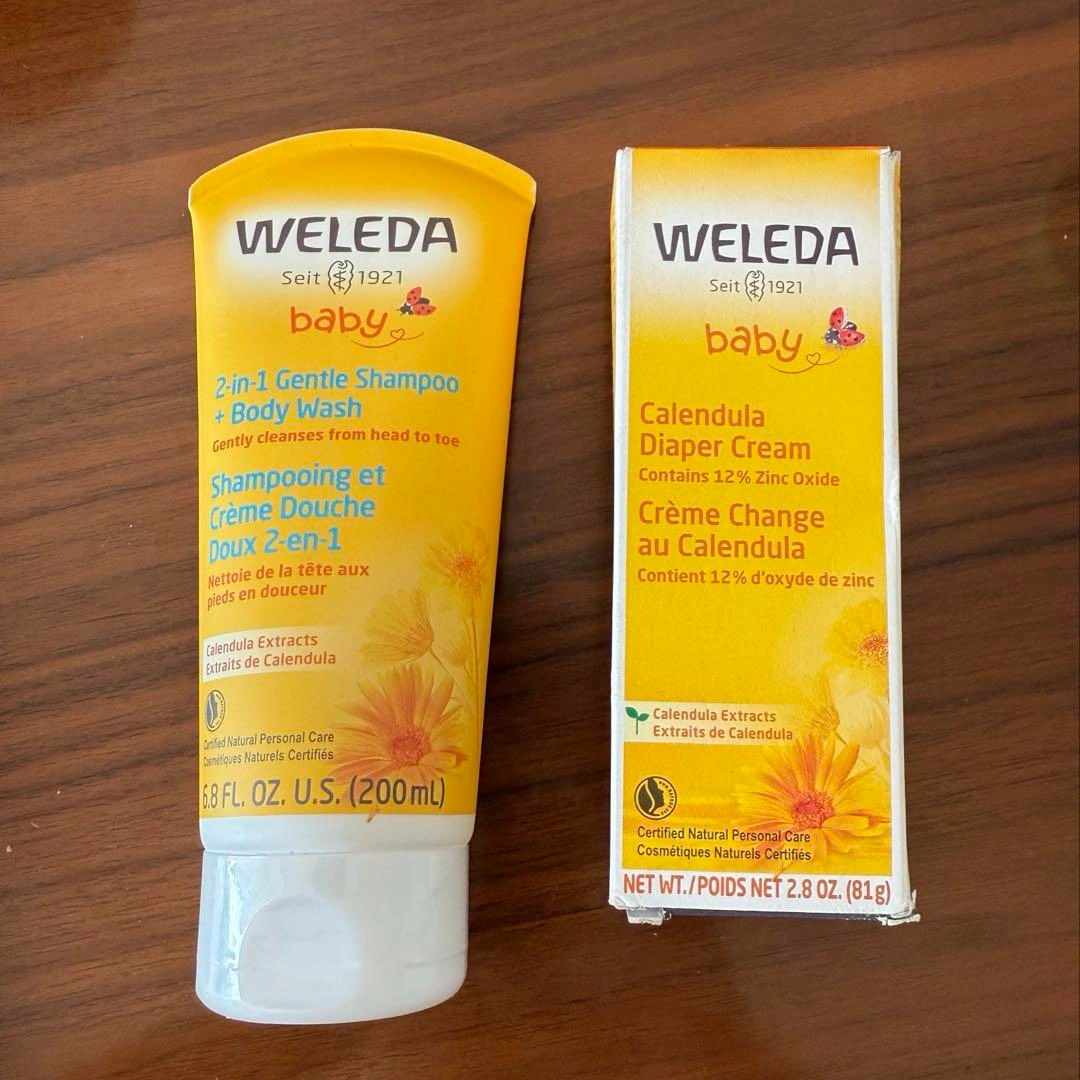 WELEDA
Seit 1921
baby
2-in-1 Gentle Shampoo
+ Body Wash
Gently cleanses from head to toe
Shampooing et
Crème Douche
Doux 2-en-1
Nettoie de la tête aux
pieds en douceur
Calendula Extracts
Extraits de Calendula
Certified Natural Personal Care
Cosmétiques Naturels Certifiés
6.8 FL. OZ. U.S. (200 mL)
WELEDA
Seit 1921
baby
Calendula
Diaper Cream
Contains 12% Zinc Oxide
Crème Change
au Calendula
Contient 12% d'oxyde de zinc
Calendula Extracts
Extraits de Calendula
Certified Natural Personal Care
Cosmétiques Naturels Certifiés
NET WT./POIDS NET 2.8 OZ. (81 g)